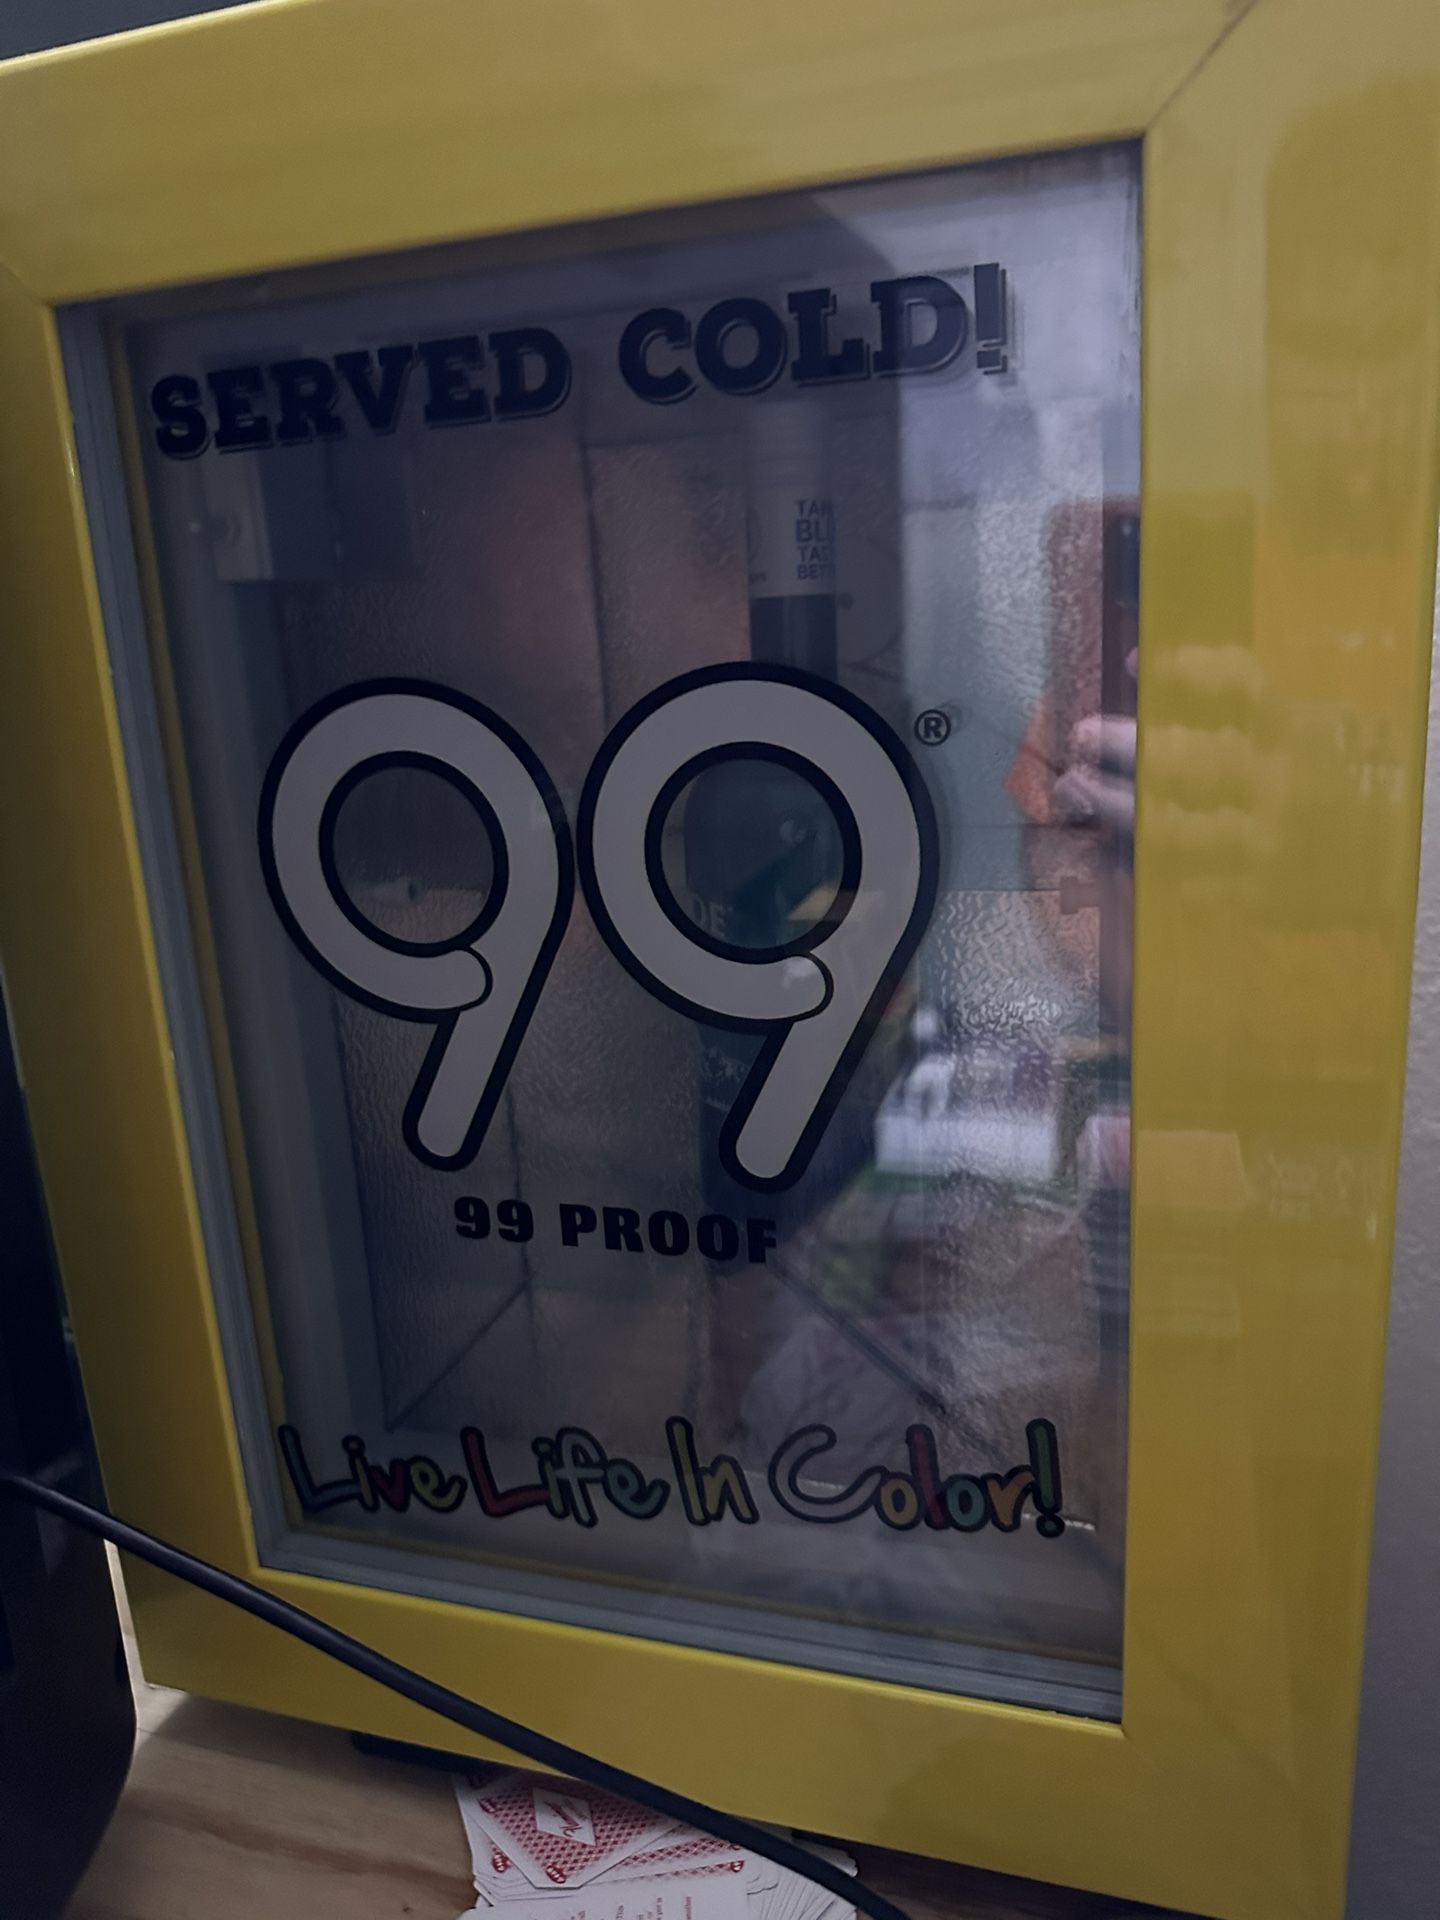 SERVED COLD!
99®
99 PROOF
Live Life In Color!